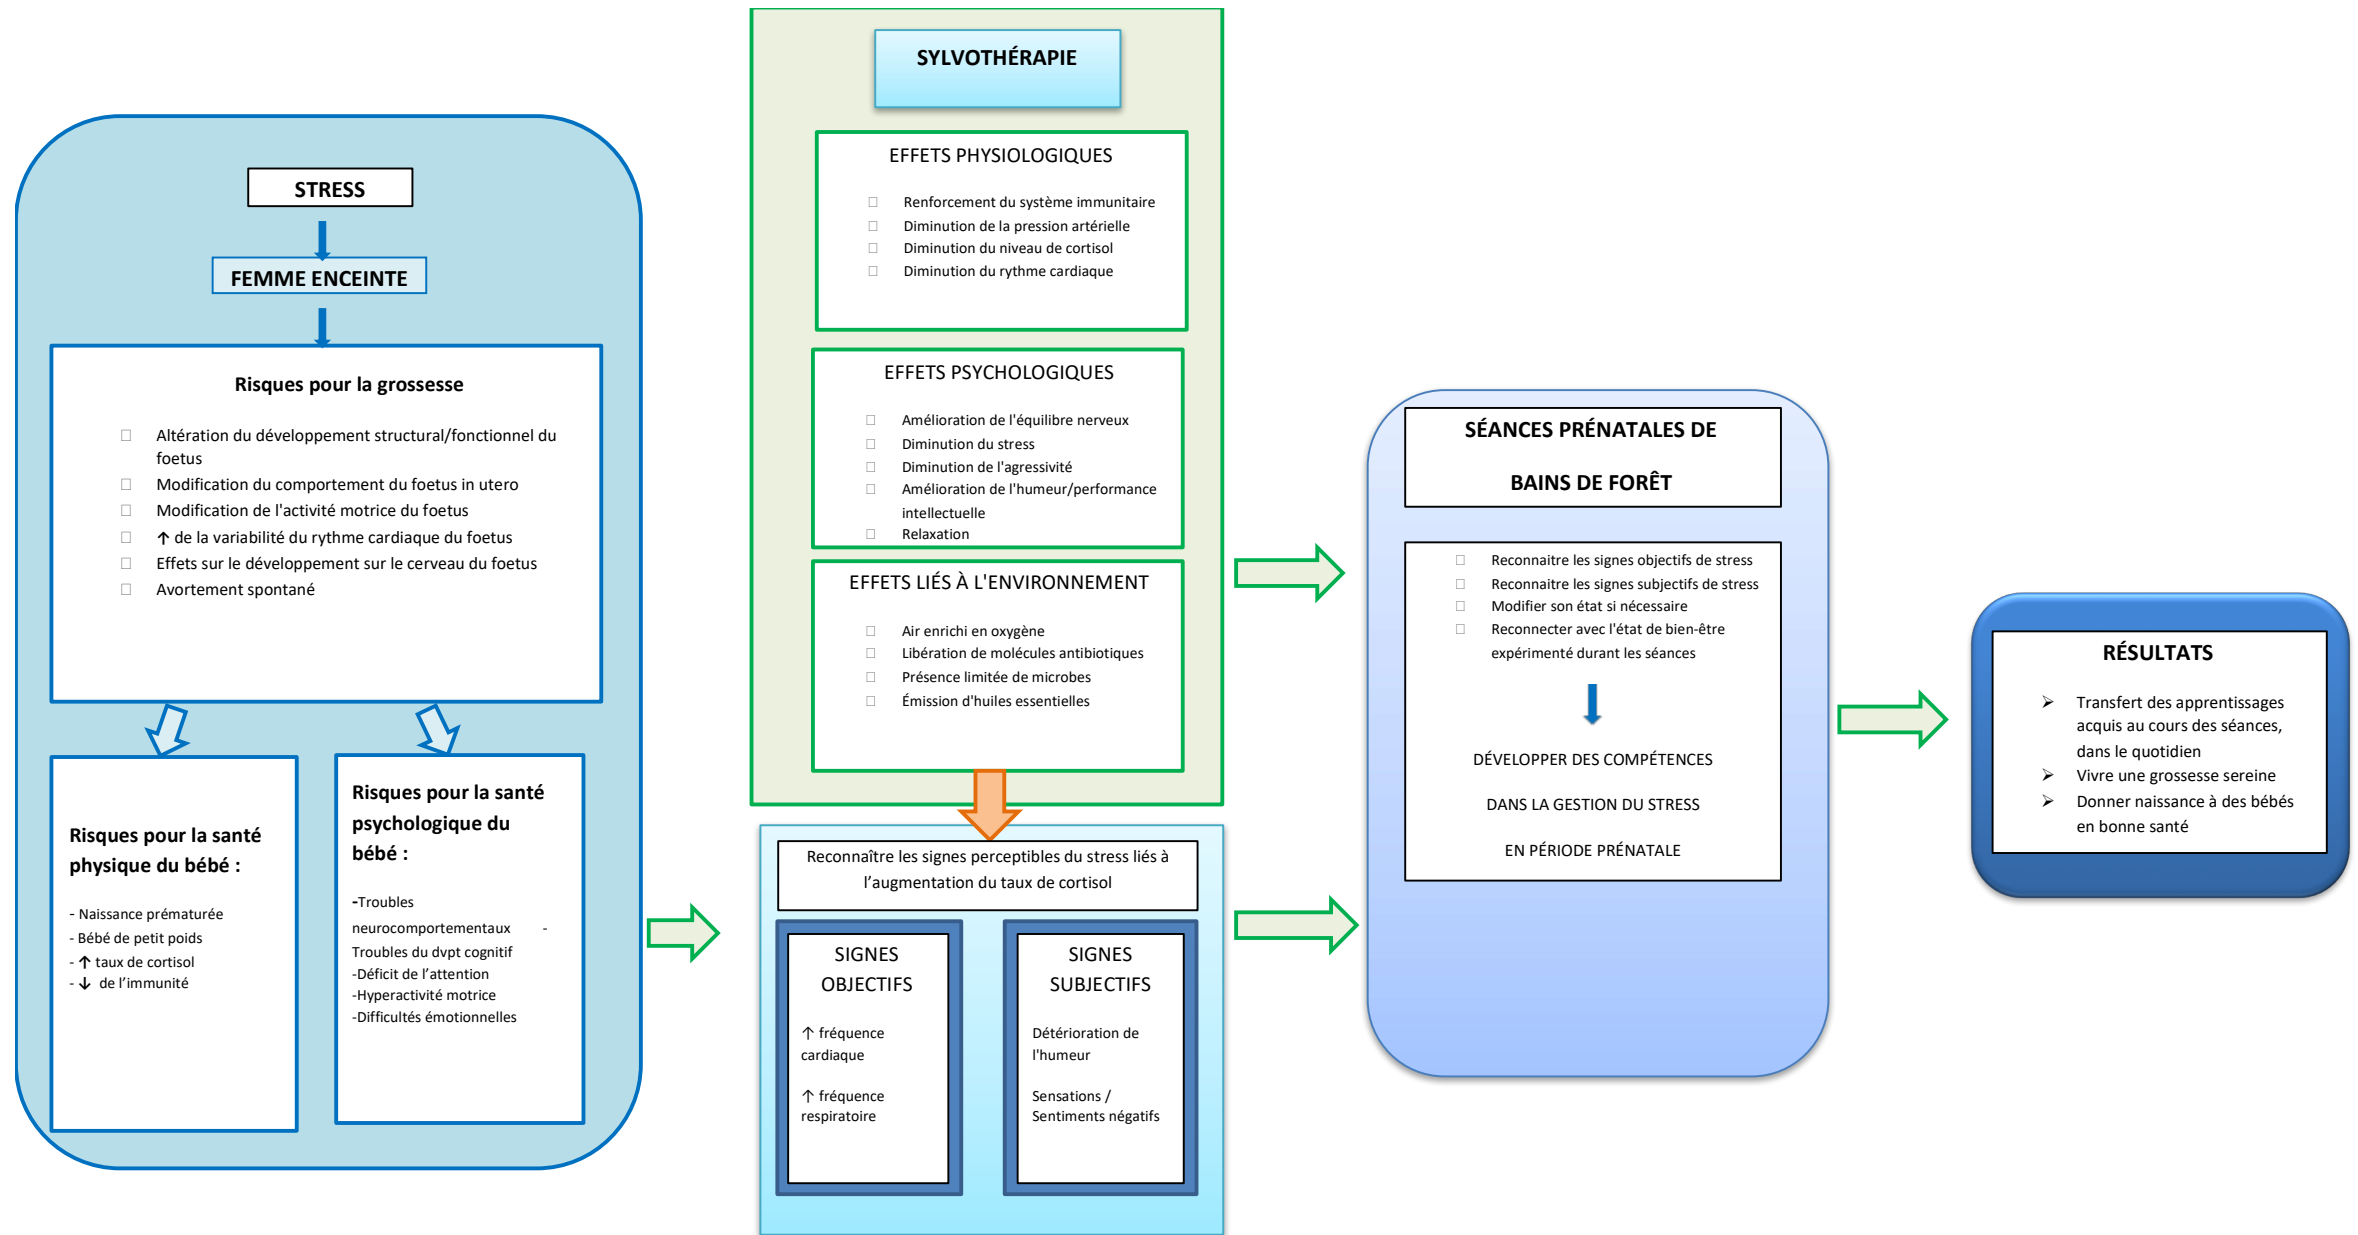 STRESS
FEMME ENCEINTE
Risques pour la grossesse
Altération du développement structural/fonctionnel du
foetus
Modification du comportement du foetus in utero
Modification de l'activité motrice du foetus
↑ de la variabilité du rythme cardiaque du foetus
Effets sur le développement sur le cerveau du foetus
Avortement spontané
Risques pour la santé
physique du bébé :
- Naissance prématurée
- Bébé de petit poids
- ↑ taux de cortisol
- ↓ de l’immunité
Risques pour la santé
psychologique du
bébé :
-Troubles
neurocomportementaux -
Troubles du dvpt cognitif
-Déficit de l’attention
-Hyperactivité motrice
-Difficultés émotionnelles
SYLVOTHÉRAPIE
EFFETS PHYSIOLOGIQUES
Renforcement du système immunitaire
Diminution de la pression artérielle
Diminution du niveau de cortisol
Diminution du rythme cardiaque
EFFETS PSYCHOLOGIQUES
Amélioration de l'équilibre nerveux
Diminution du stress
Diminution de l'agressivité
Amélioration de l'humeur/performance
intellectuelle
Relaxation
EFFETS LIÉS À L'ENVIRONNEMENT
Air enrichi en oxygène
Libération de molécules antibiotiques
Présence limitée de microbes
Émission d'huiles essentielles
Reconnaître les signes perceptibles du stress liés à
l’augmentation du taux de cortisol
SIGNES
OBJECTIFS
↑ fréquence
cardiaque
↑ fréquence
respiratoire
SIGNES
SUBJECTIFS
Détérioration de
l'humeur
Sensations /
Sentiments négatifs
SÉANCES PRÉNATALES DE
BAINS DE FORÊT
Reconnaitre les signes objectifs de stress
Reconnaitre les signes subjectifs de stress
Modifier son état si nécessaire
Reconnecter avec l'état de bien-être
expérimenté durant les séances
DÉVELOPPER DES COMPÉTENCES
DANS LA GESTION DU STRESS
EN PÉRIODE PRÉNATALE
RÉSULTATS
➢ Transfert des apprentissages
acquis au cours des séances,
dans le quotidien
➢ Vivre une grossesse sereine
➢ Donner naissance à des bébés
en bonne santé